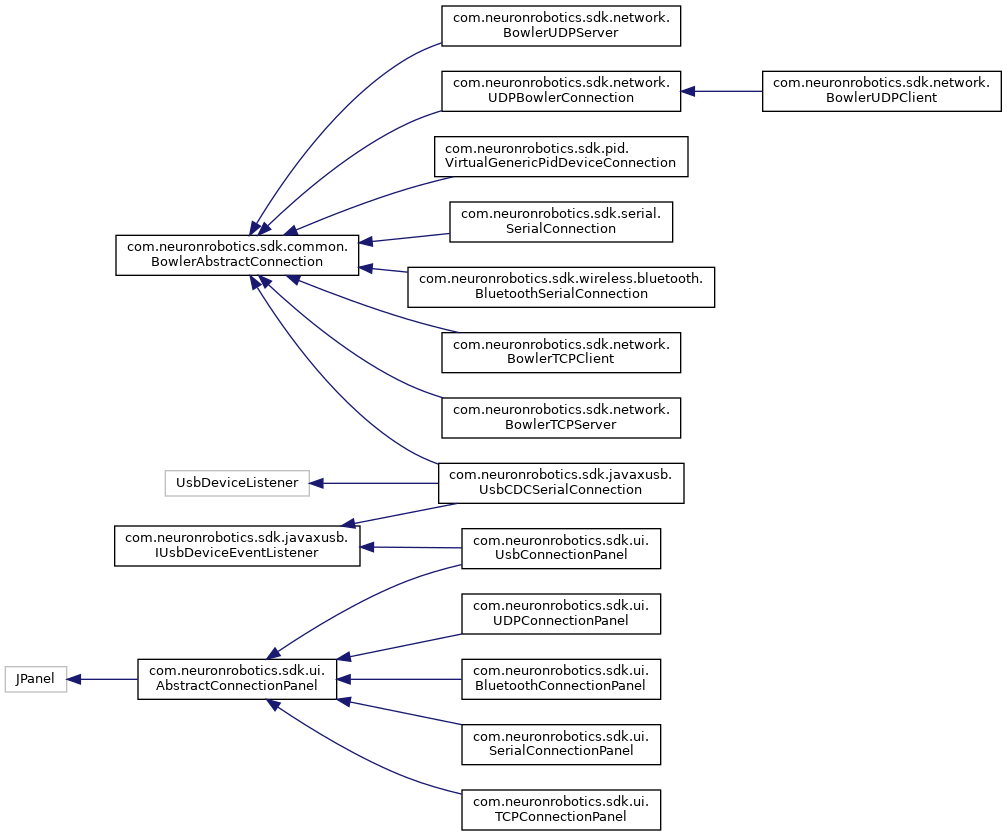 com.neuronrobotics.sdk.network.
BowlerUDPServer
com.neuronrobotics.sdk.network.
UDPBowlerConnection
com.neuronrobotics.sdk.network.
BowlerUDPClient
com.neuronrobotics.sdk.pid.
VirtualGenericPidDeviceConnection
com.neuronrobotics.sdk.serial.
SerialConnection
com.neuronrobotics.sdk.common.
BowlerAbstractConnection
com.neuronrobotics.sdk.wireless.bluetooth.
BluetoothSerialConnection
com.neuronrobotics.sdk.network.
BowlerTCPClient
com.neuronrobotics.sdk.network.
BowlerTCPServer
UsbDeviceListener
com.neuronrobotics.sdk.javaxusb.
UsbCDCSerialConnection
com.neuronrobotics.sdk.javaxusb.
IUsbDeviceEventListener
com.neuronrobotics.sdk.ui.
UsbConnectionPanel
com.neuronrobotics.sdk.ui.
UDPConnectionPanel
JPanel
com.neuronrobotics.sdk.ui.
AbstractConnectionPanel
com.neuronrobotics.sdk.ui.
BluetoothConnectionPanel
com.neuronrobotics.sdk.ui.
SerialConnectionPanel
com.neuronrobotics.sdk.ui.
TCPConnectionPanel